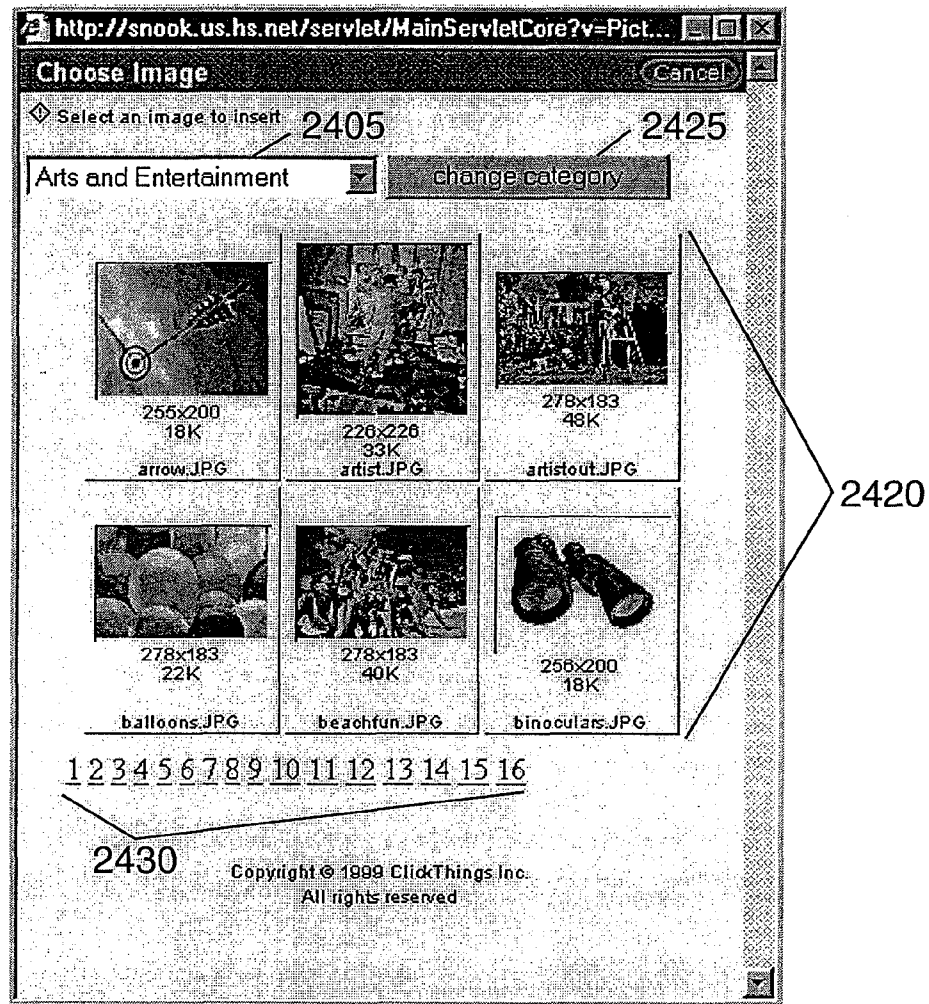 http://snook.us.hs.net/servlet/MainServletCore?v=Pict...
Choose Image
Cancel
Select an image to insert
2405
2425
Arts and Entertainment
change category
255x200
18K
arrow.JPG
226x226
33K
artist.JPG
278x183
48K
artistout.JPG
2420
278x183
22K
balloons.JPG
278x183
40K
beachfun.JPG
256x200
18K
binoculars.JPG
1 2 3 4 5 6 7 8 9 10 11 12 13 14 15 16
2430
Copyright © 1999 ClickThings Inc.
All rights reserved